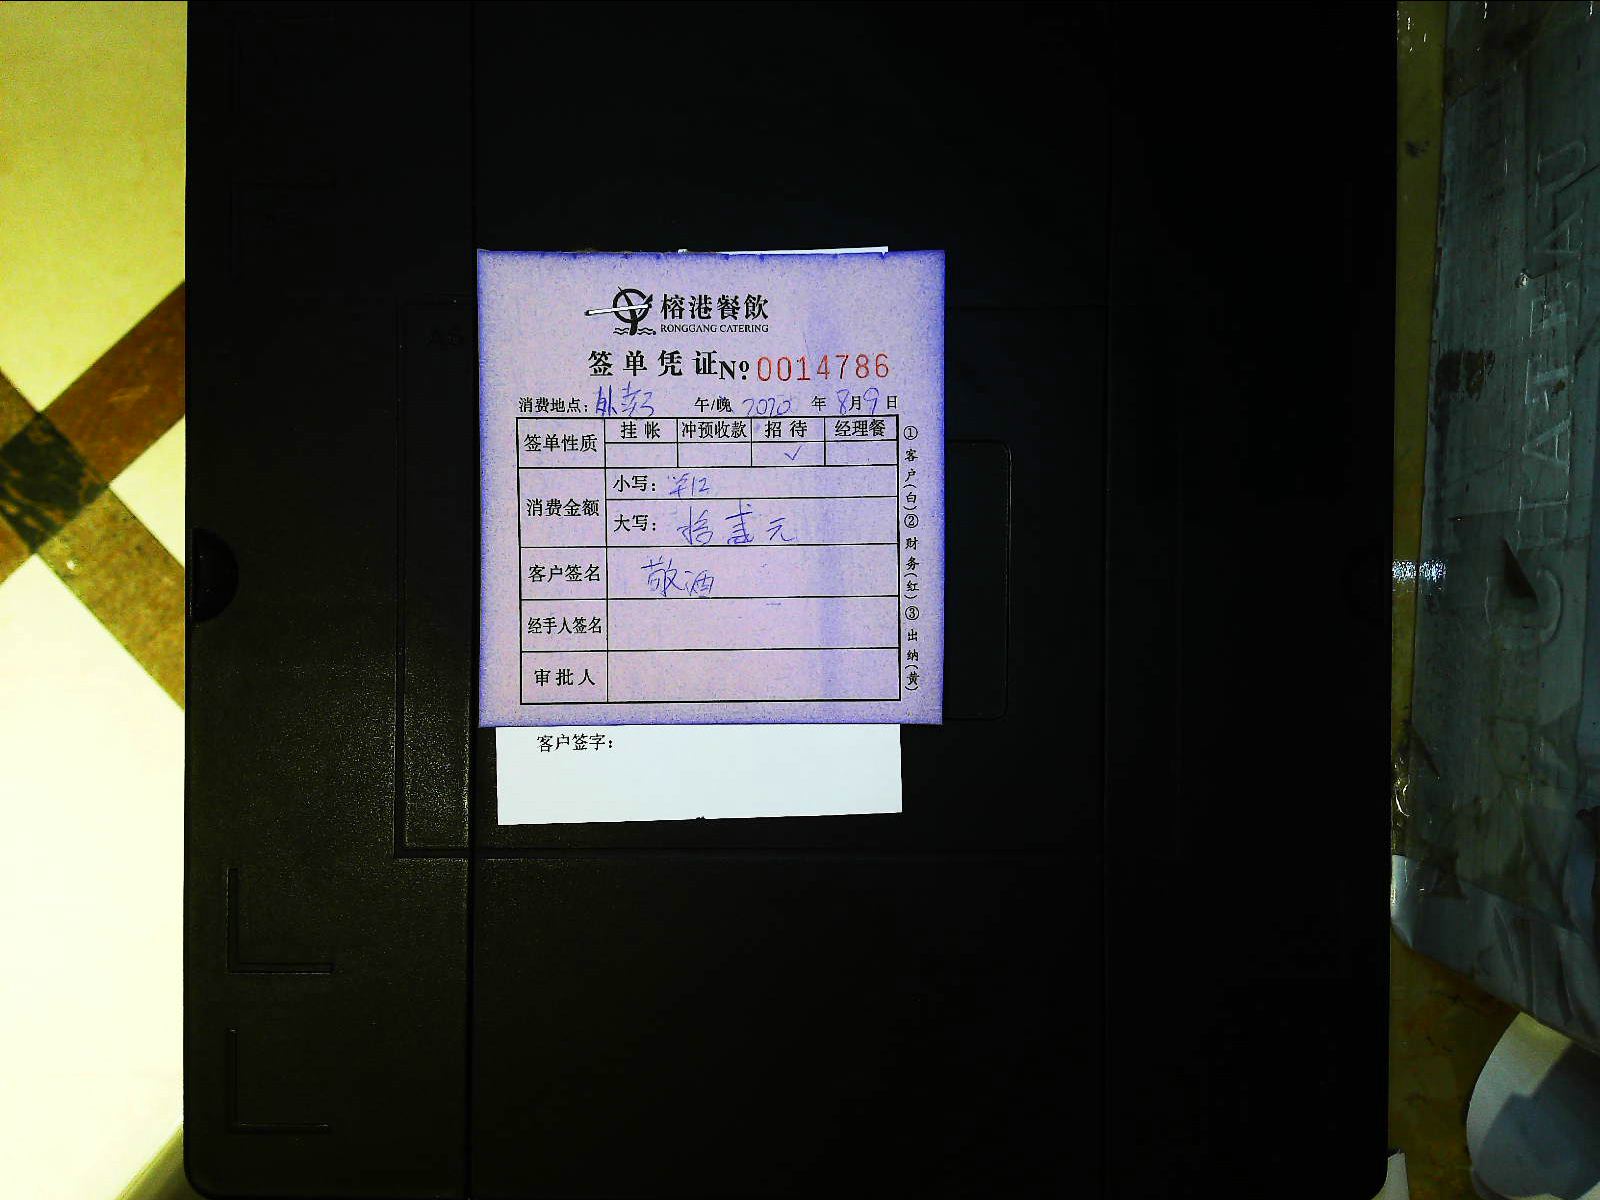 榕港餐飲
RONGGANG CATERING
签单凭证 № 0014786
消费地点：外卖3 午/晚 2020 年 8月9日
签单性质 挂帐 冲预收款 招待 经理餐
✓
消费金额 小写：¥12
大写：拾贰元
客户签名 敬酒
经手人签名
审批人
①客户(白)②财务(红)③出纳(黄)
客户签字：